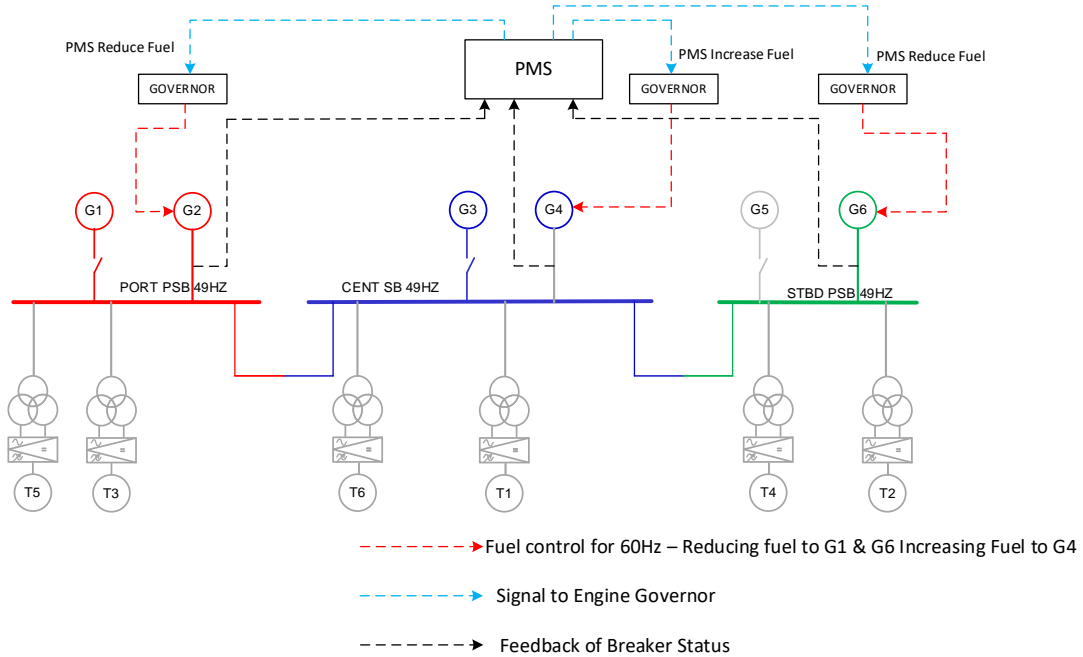 PMS Reduce Fuel
PMS
PMS Increase Fuel
PMS Reduce Fuel
GOVERNOR
GOVERNOR
GOVERNOR
G1
G2
G3
G4
G5
G6
PORT PSB 49HZ
CENT SB 49HZ
STBD PSB 49HZ
T5
T3
T6
T1
T4
T2
Fuel control for 60Hz – Reducing fuel to G1 & G6 Increasing Fuel to G4
Signal to Engine Governor
Feedback of Breaker Status